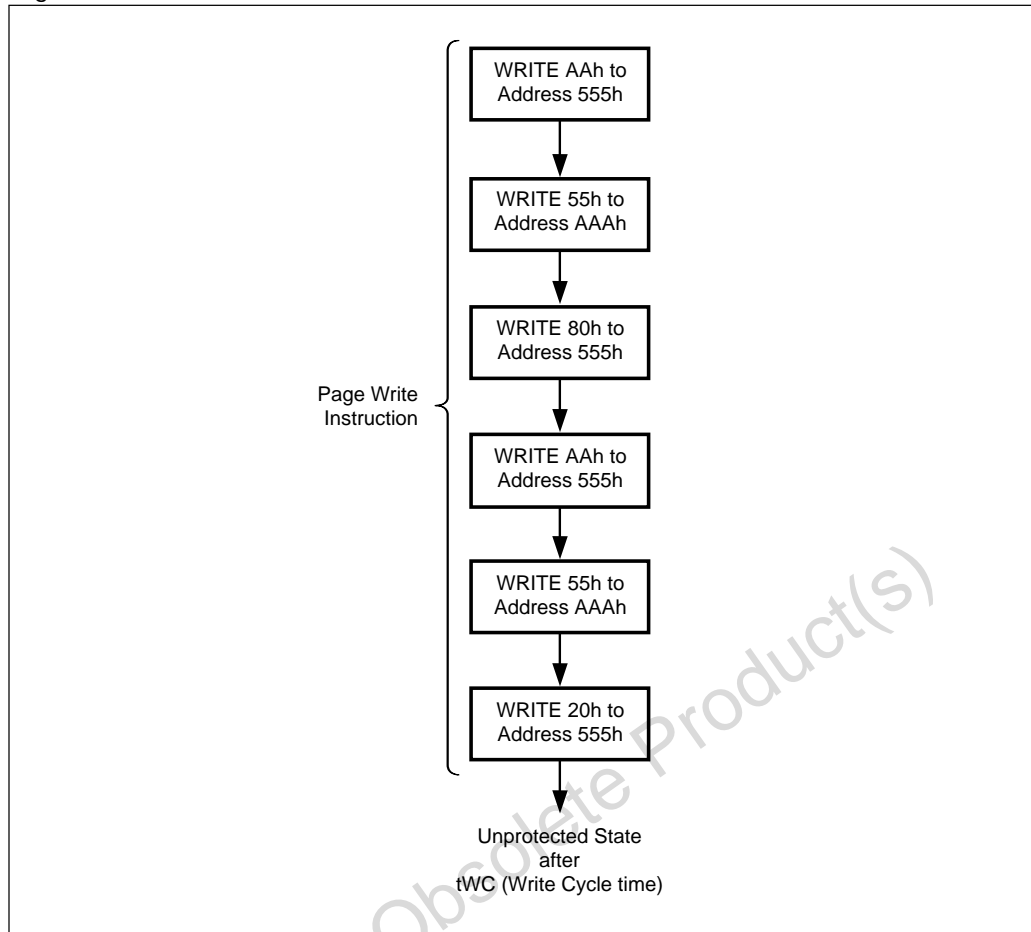 WRITE AAh to
Address 555h
WRITE 55h to
Address AAAh
WRITE 80h to
Address 555h
Page Write
Instruction
WRITE AAh to
Address 555h
WRITE 55h to
Address AAAh
WRITE 20h to
Address 555h
Unprotected State
after
tWC (Write Cycle time)
Obsolete Product(s)